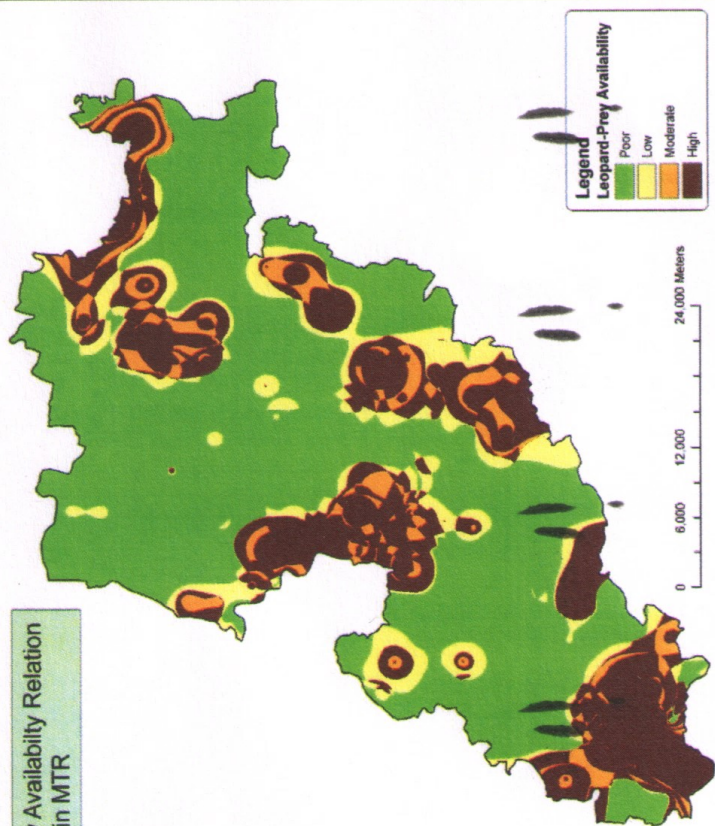 Availabilty Relation
in MTR
Legend
Leopard-Prey Availability
Poor
Low
Moderate
High
0
6,000
12,000
24,000 Meters